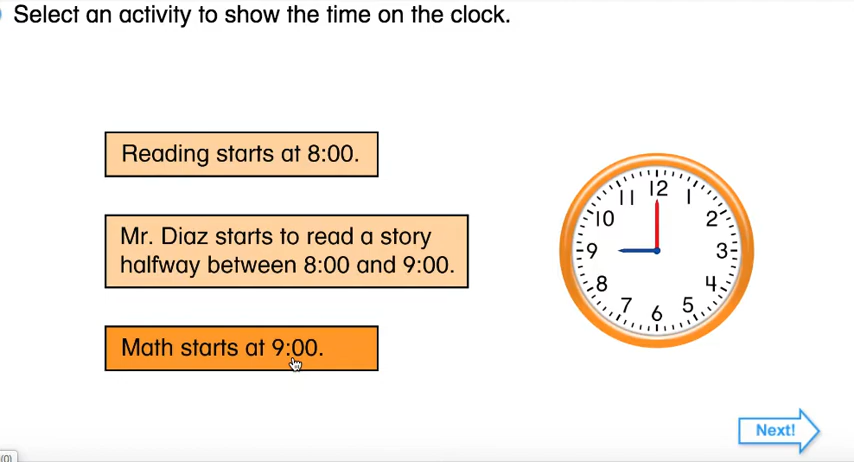 Select an activity to show the time on the clock.
Reading starts at 8:00.
Mr. Diaz starts to read a story
halfway between 8:00 and 9:00.
Math starts at 9:00.
12
1
2
3
4
5
6
7
8
9
10
11
Next!
(0)